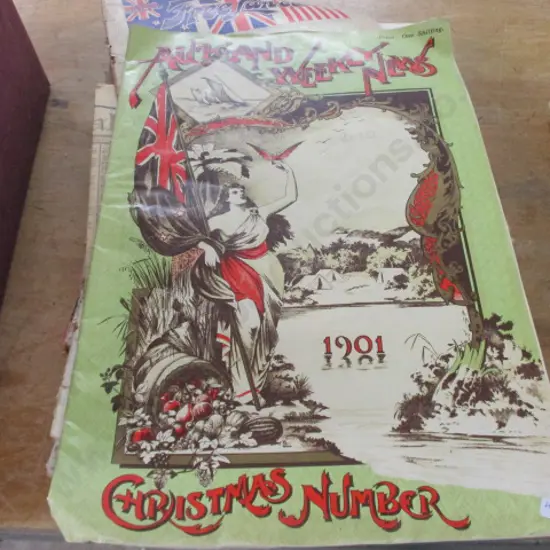 One Shilling.
AUCKLAND
WEEKLY NEWS
1901
CHRISTMAS NUMBER